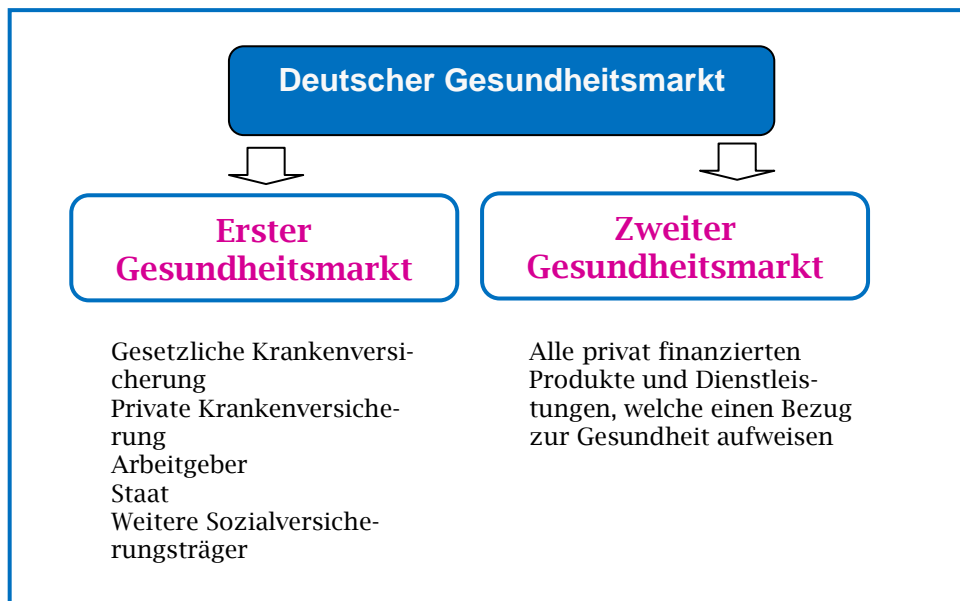 Deutscher Gesundheitsmarkt
Erster
Gesundheitsmarkt
Gesetzliche Krankenversi-
cherung
Private Krankenversiche-
rung
Arbeitgeber
Staat
Weitere Sozialversiche-
rungsträger
Zweiter
Gesundheitsmarkt
Alle privat finanzierten
Produkte und Dienstleis-
tungen, welche einen Bezug
zur Gesundheit aufweisen